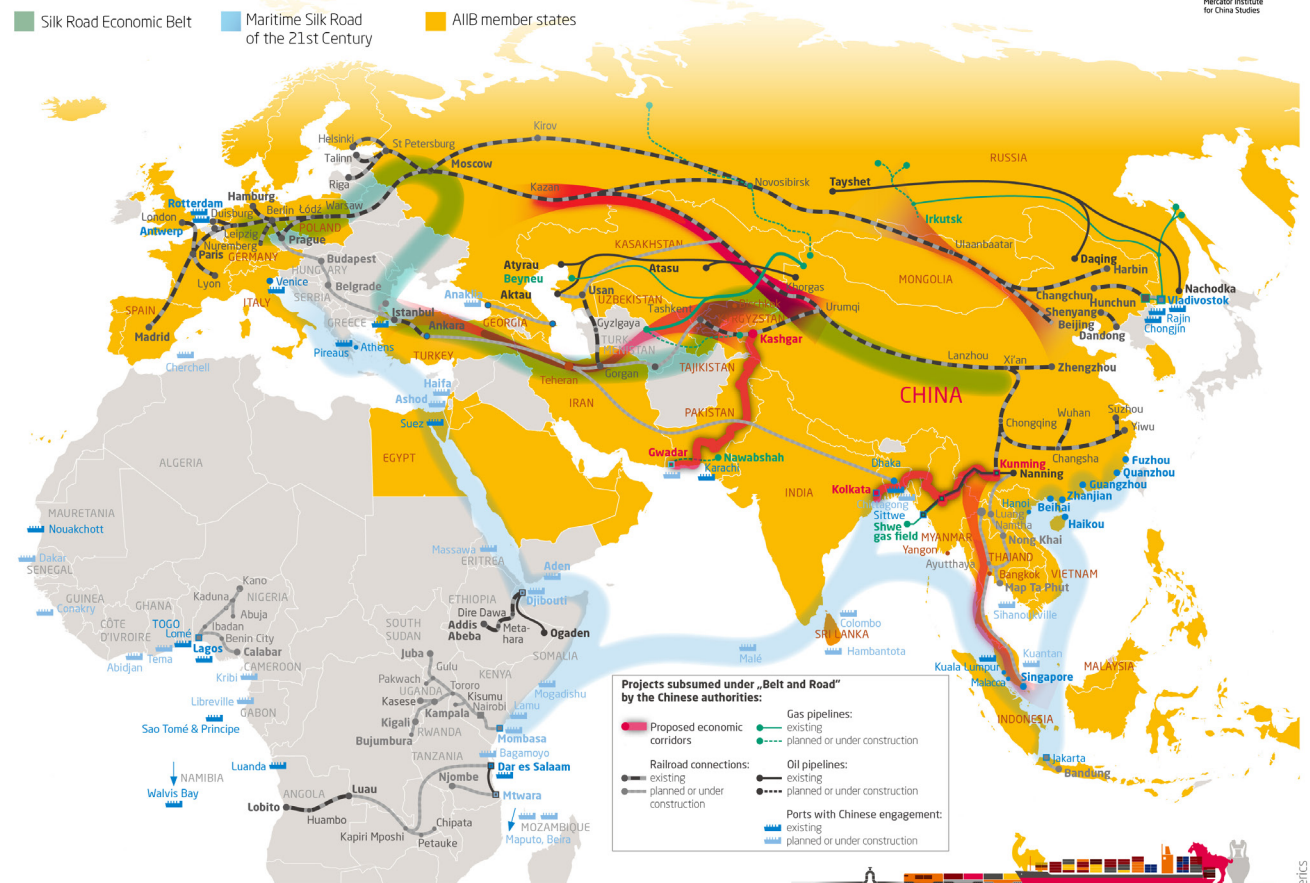 Mercator Institute
for China Studies
Silk Road Economic Belt
Maritime Silk Road
of the 21st Century
AIIB member states
Helsinki
St Petersburg
Kirov
Talinn
Moscow
RUSSIA
Riga
Kazan
Novosibirsk
Tayshet
Hamburg
Rotterdam
London
Duisburg
Berlin
Łódź
Warsaw
Antwerp
Leipzig
POLAND
Irkutsk
Prague
Nuremberg
Paris
GERMANY
KASAKHSTAN
Ulaanbaatar
Budapest
HUNGARY
Atyrau
Atasu
Daqing
Harbin
Lyon
Beyneu
MONGOLIA
Venice
Belgrade
Aktau
Usan
Khorgas
Changchun
Nachodka
SERBIA
Anaklia
UZBEKISTAN
Hunchun
Vladivostok
ITALY
Tashkent
Bischkek
Urumqi
SPAIN
Istanbul
Shenyang
Rajin
GREECE
Ankara
GEORGIA
Gyzlgaya
KYRGYZSTAN
Beijing
Chongjin
Madrid
TURK
MENISTAN
Kashgar
Dandong
Pireaus
Athens
TURKEY
Lanzhou
Xi'an
Cherchell
Teheran
Gorgan
TAJIKISTAN
Zhengzhou
Haifa
CHINA
Ashod
IRAN
PAKISTAN
Suzhou
Suez
Wuhan
Chongqing
Yiwu
EGYPT
Gwadar
Nawabshah
Changsha
ALGERIA
Karachi
Dhaka
Kunming
Fuzhou
Nanning
Quanzhou
INDIA
Kolkata
Guangzhou
Chittagong
Zhanjian
MAURETANIA
Sittwe
Hanoi
Beihai
Nouakchott
Shwe
gas field
Luang
Namtha
Haikou
MYANMAR
Nong Khai
Massawa
Yangon
Dakar
ERITREA
Aden
THAILAND
SENEGAL
Ayutthaya
Bangkok
VIETNAM
Kano
Djibouti
Map Ta Phut
GUINEA
Kaduna
NIGERIA
ETHIOPIA
Conakry
GHANA
Abuja
Dire Dawa
Sihanoukville
CÔTE
D'IVOIRE
TOGO
Ibadan
SOUTH
SUDAN
Addis
Abeba
Meta-
hara
Colombo
Lomé
Ogaden
SRI LANKA
Benin City
Lagos
Malé
Hambantota
Kuantan
Tema
Calabar
Juba
SOMALIA
Abidjan
CAMEROON
Gulu
Kuala Lumpur
MALAYSIA
Kribi
KENYA
Malacca
Singapore
Pakwach
Tororo
Mogadishu
UGANDA
Kisumu
Libreville
Kasese
Nairobi
Lamu
GABON
Kampala
INDONESIA
Kigali
RWANDA
Mombasa
Sao Tomé & Principe
Bujumbura
Bagamoyo
TANZANIA
Jakarta
Luanda
Dar es Salaam
Bandung
NAMIBIA
Njombe
Walvis Bay
ANGOLA
Luau
Mtwara
Lobito
Huambo
Chipata
MOZAMBIQUE
Kapiri Mposhi
Petauke
Maputo, Beira
Projects subsumed under „Belt and Road"
by the Chinese authorities:
Proposed economic
corridors
Gas pipelines:
existing
planned or under construction
Railroad connections:
existing
planned or under
construction
Oil pipelines:
existing
planned or under construction
Ports with Chinese engagement:
existing
planned or under construction